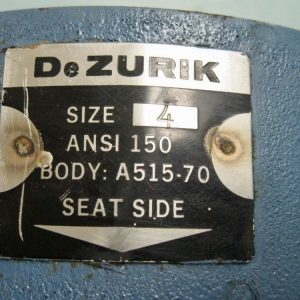 DeZURIK
SIZE 4
ANSI 150
BODY: A515-70
SEAT SIDE